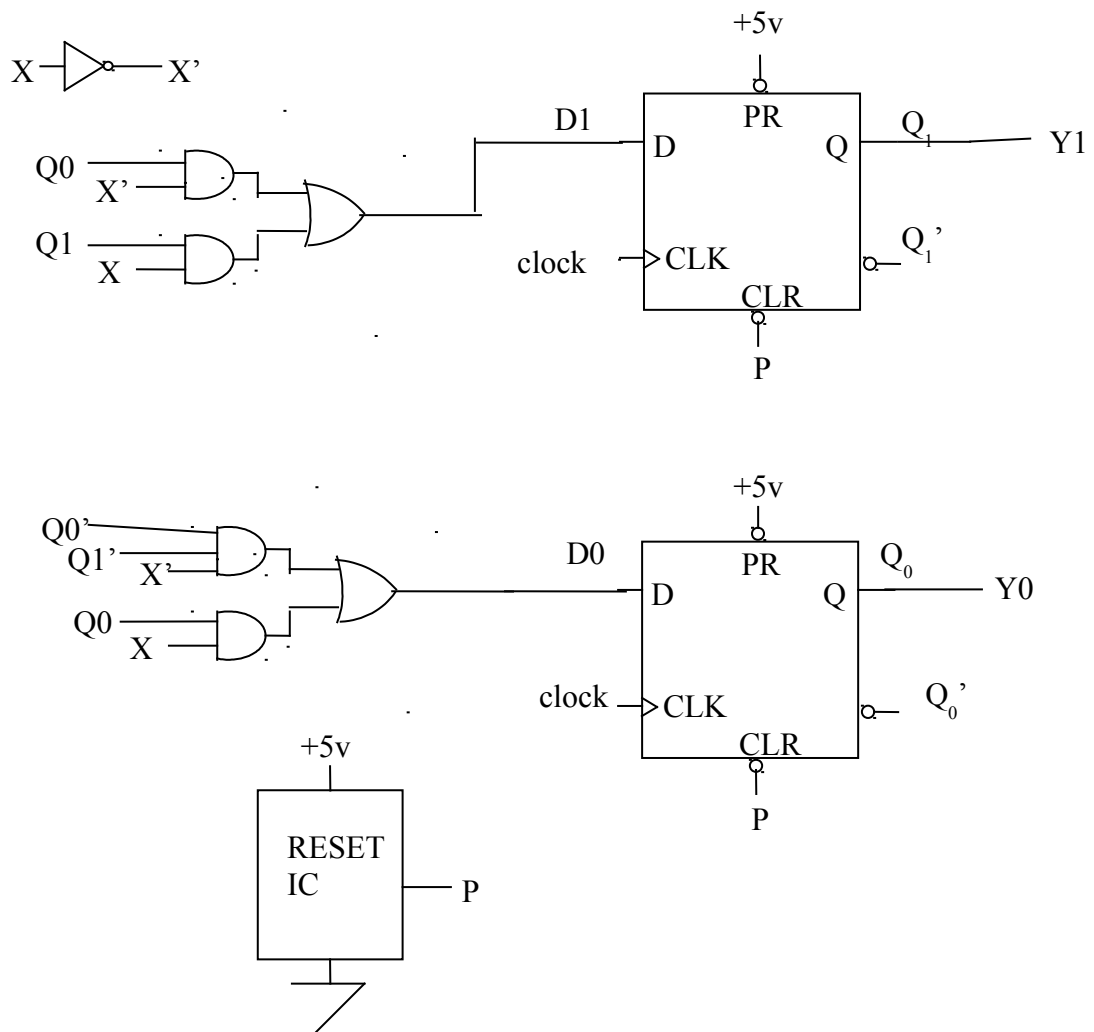 +5v
X
X’
D1
PR
D
Q
Q1
Y1
Q0
X’
Q1
X
clock
CLK
Q1’
CLR
P
+5v
Q0’
Q1’
X’
D0
PR
D
Q
Q0
Y0
Q0
X
clock
CLK
Q0’
CLR
P
+5v
RESET
IC
P